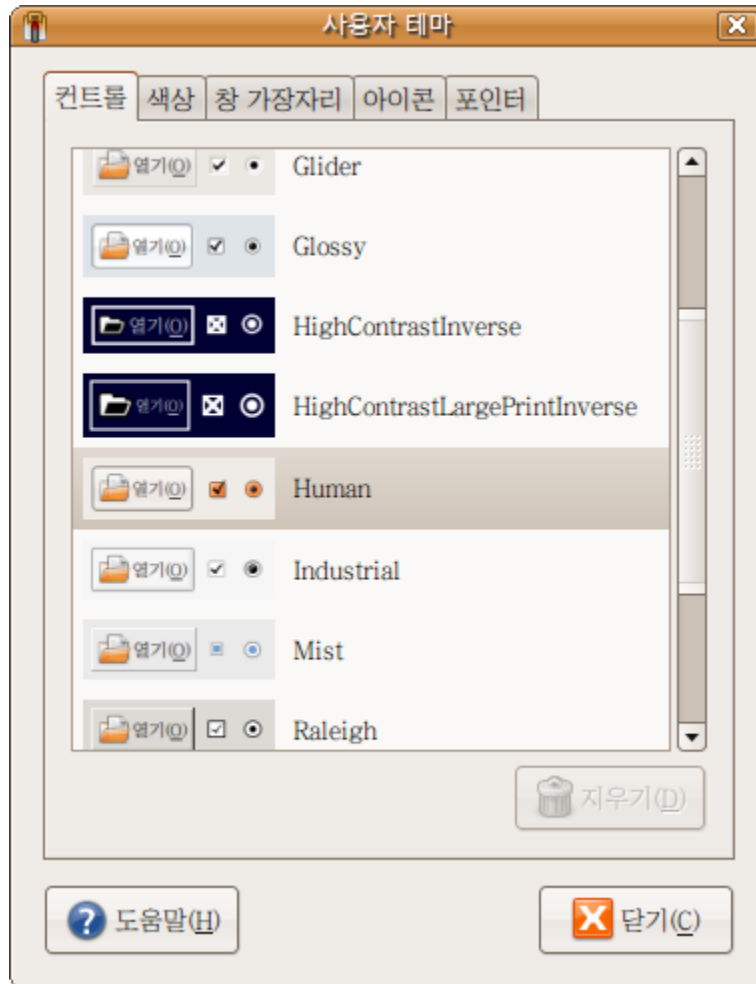 사용자 테마
컨트롤 색상 창 가장자리 아이콘 포인터
열기(O) Glider
열기(O) Glossy
열기(O) HighContrastInverse
열기(O) HighContrastLargePrintInverse
열기(O) Human
열기(O) Industrial
열기(O) Mist
열기(O) Raleigh
지우기(D)
도움말(H) 닫기(C)